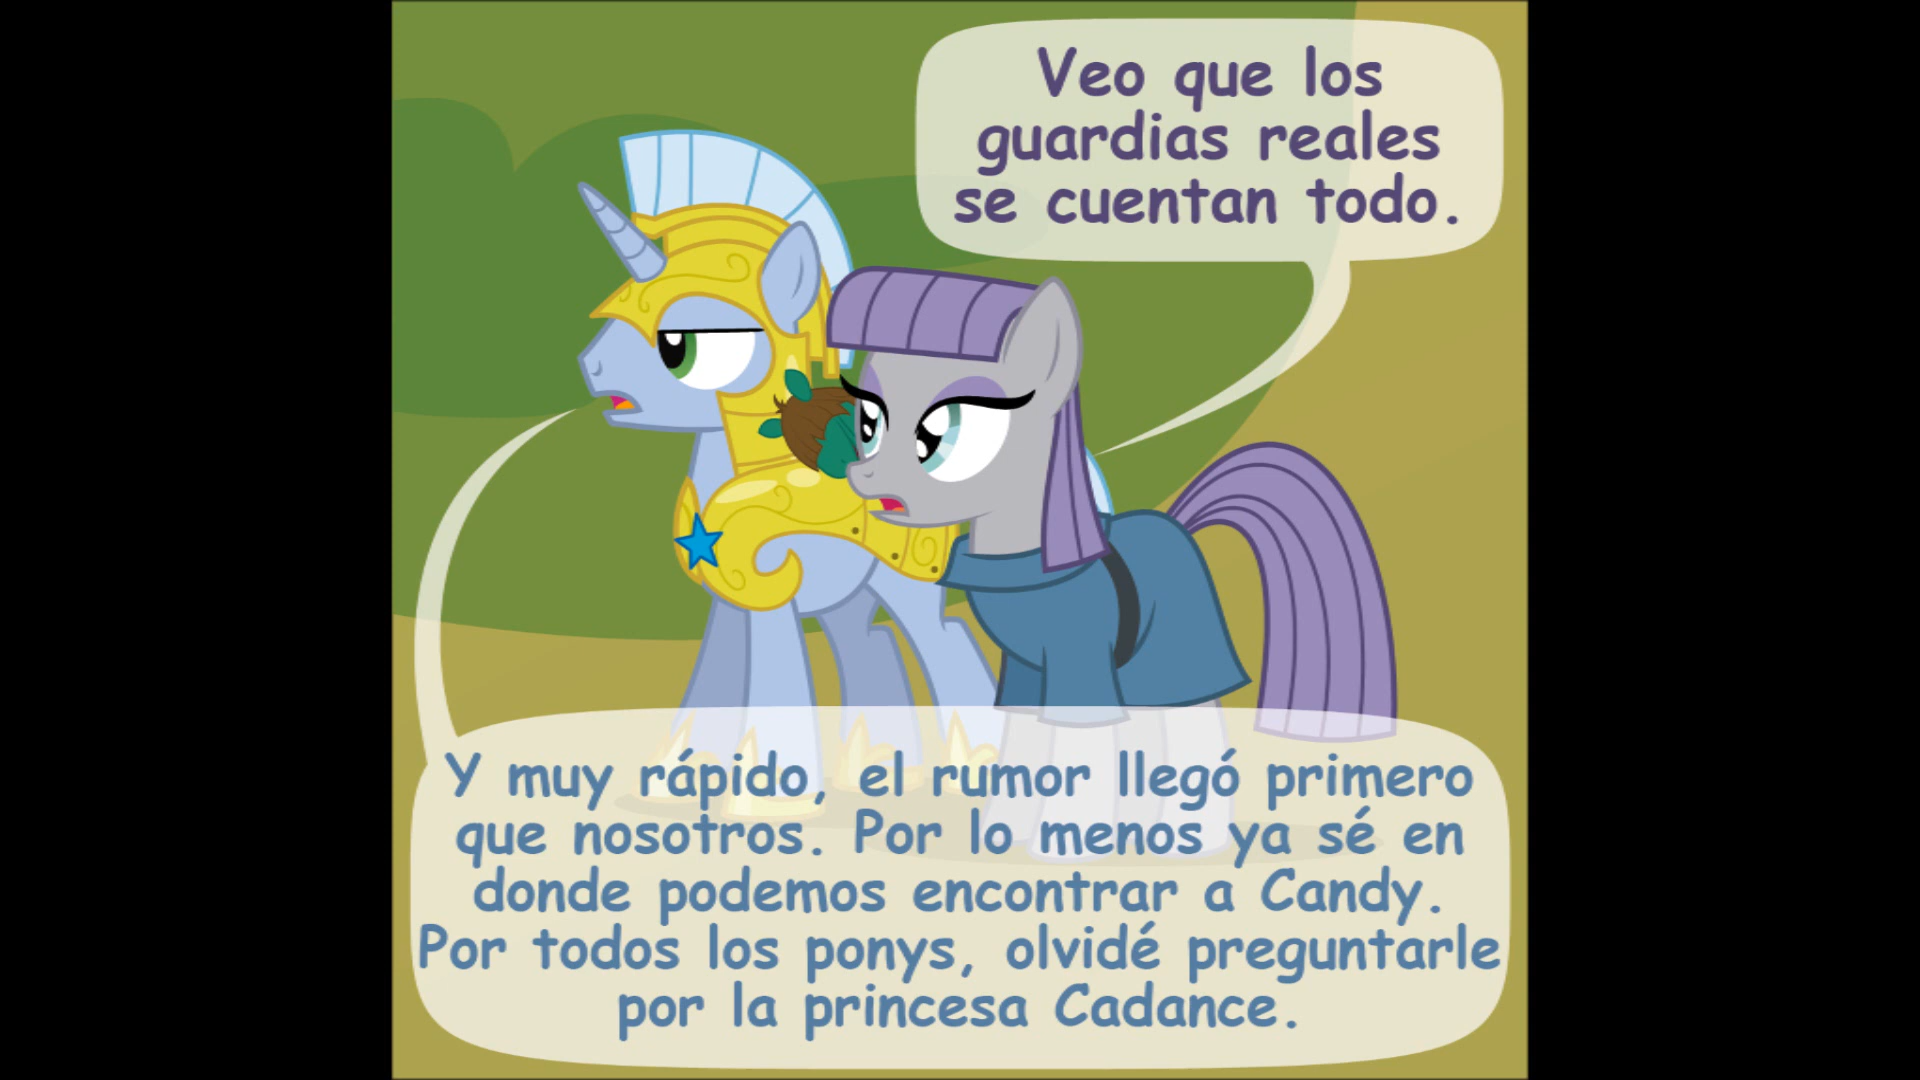 Veo que los
guardias reales
se cuentan todo.
Y muy rápido, el rumor llegó primero
que nosotros. Por lo menos ya sé en
donde podemos encontrar a Candy.
Por todos los ponys, olvidé preguntarle
por la princesa Cadance.